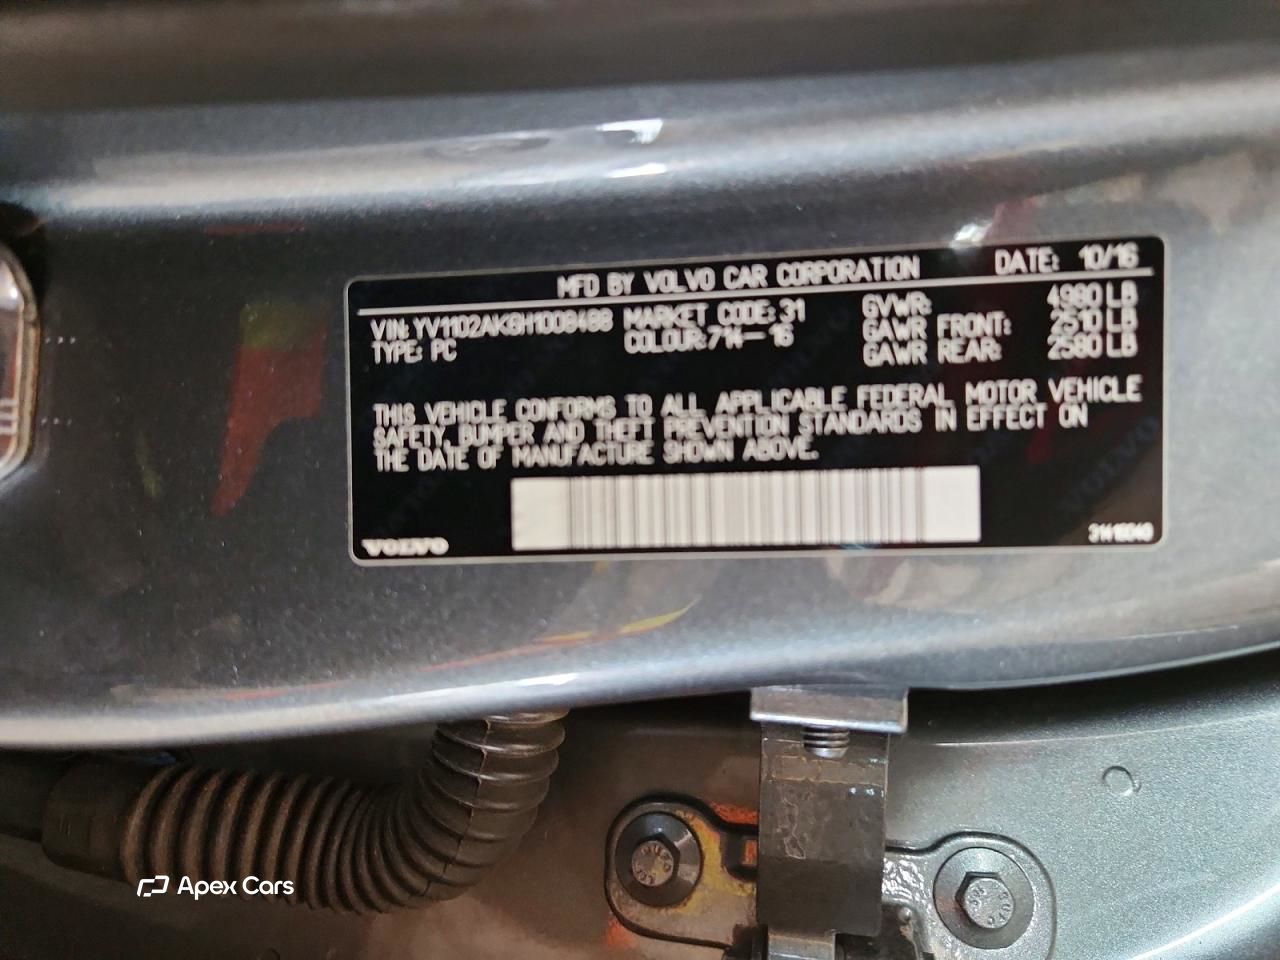 MFD BY VOLVO CAR CORPORATION DATE: 10/16
MARKET CODE: 31 GVWR: 4980 LB
TYPE: PC COLOUR: 714-16 GAWR FRONT: 2510 LB
GAWR REAR: 2580 LB
THIS VEHICLE CONFORMS TO ALL APPLICABLE FEDERAL MOTOR VEHICLE
SAFETY, BUMPER AND THEFT PREVENTION STANDARDS IN EFFECT ON
THE DATE OF MANUFACTURE SHOWN ABOVE.
VOLVO
Apex Cars